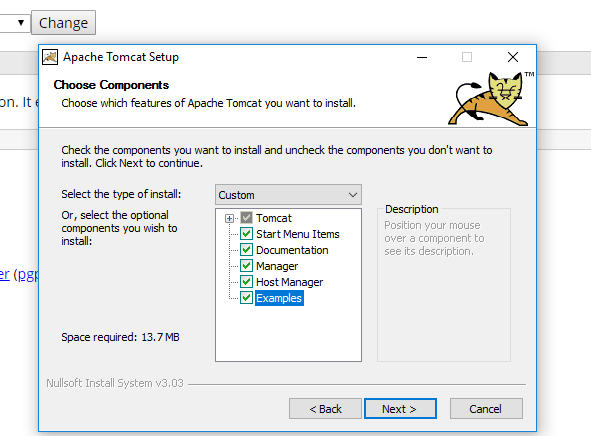 Change
Apache Tomcat Setup
Choose Components
Choose which features of Apache Tomcat you want to install.
TM
on. It e
Check the components you want to install and uncheck the components you don't want to
install. Click Next to continue.
Select the type of install:
Custom
Or, select the optional
components you wish to
install:
Tomcat
Start Menu Items
Documentation
Manager
Host Manager
Examples
Description
Position your mouse
over a component to
see its description.
er (pgp
Space required: 13.7 MB
Nullsoft Install System v3.03
< Back
Next >
Cancel